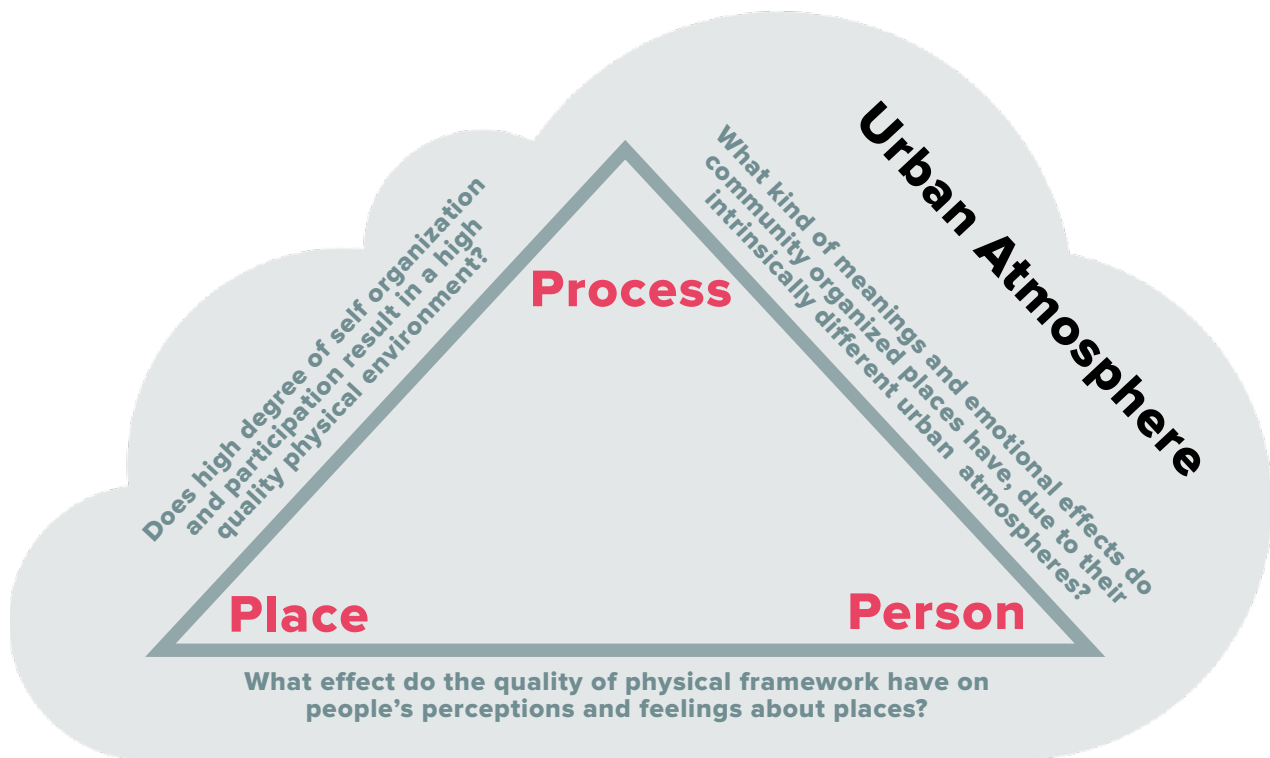 Urban Atmosphere
Does high degree of self organization
and participation result in a high
quality physical environment?
What kind of meanings and emotional effects do
community organized places have, due to their
intrinsically different urban atmospheres?
Process
Place
Person
What effect do the quality of physical framework have on
people’s perceptions and feelings about places?